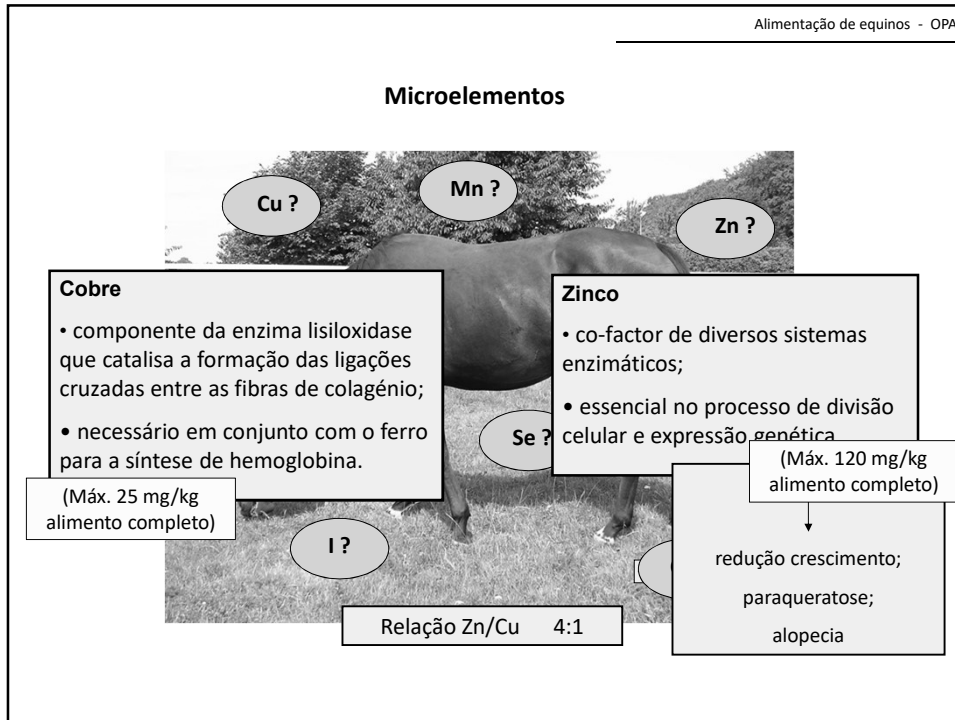 Alimentação de equinos - OPA
Microelementos
Cu ?
Mn ?
Zn ?
Cobre
• componente da enzima lisiloxidase
que catalisa a formação das ligações
cruzadas entre as fibras de colagénio;
• necessário em conjunto com o ferro
para a síntese de hemoglobina.
(Máx. 25 mg/kg
alimento completo)
Zinco
• co-factor de diversos sistemas
enzimáticos;
• essencial no processo de divisão
celular e expressão genética
(Máx. 120 mg/kg
alimento completo)
Se ?
I ?
redução crescimento;
paraqueratose;
alopecia
Relação Zn/Cu 4:1